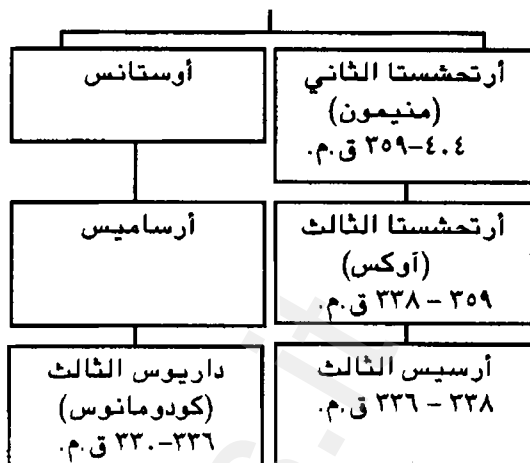 أرتحشستا الثاني
(منيمون)
٤٠٤-٣٥٩ ق.م.
أوستانس
أرتحشستا الثالث
(أوكس)
٣٥٩ - ٣٣٨ ق.م.
أرساميس
أرسيس الثالث
٣٣٨ - ٣٣٦ ق.م.
داريوس الثالث
(كودومانوس)
٣٣٦-٣٣٠ ق.م.